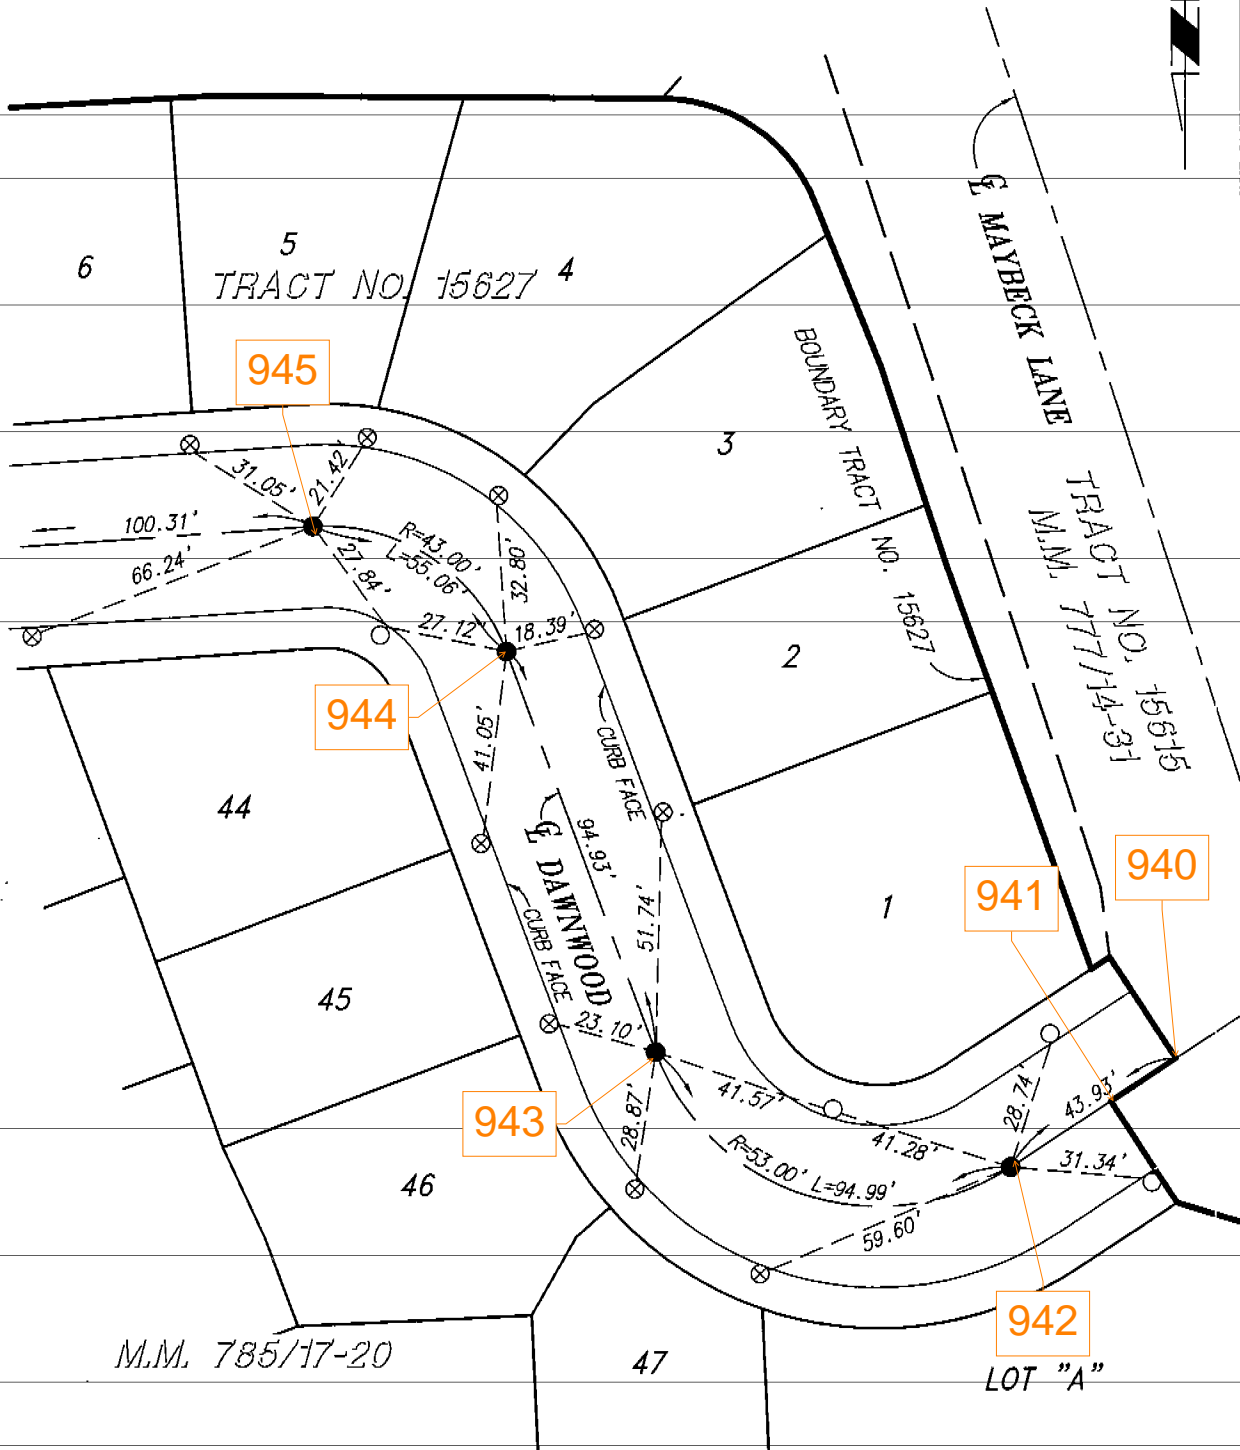 ℄ MAYBECK LANE
6
5
4
TRACT NO. 15627
945
3
BOUNDARY TRACT
NO. 15627
TRACT NO. 15615
M.M. 777/14-31
31.05'
21.42'
100.31'
66.24'
27.84'
R=43.00'
L=55.06'
32.80'
27.12'
18.39'
944
2
41.05'
CURB FACE
44
94.93'
℄ DAWNWOOD
CURB FACE
51.74'
1
941
940
45
23.10'
943
28.87'
41.57'
41.28'
28.74'
43.93'
31.34'
R=53.00' L=94.99'
59.60'
46
942
M.M. 785/17-20
47
LOT "A"